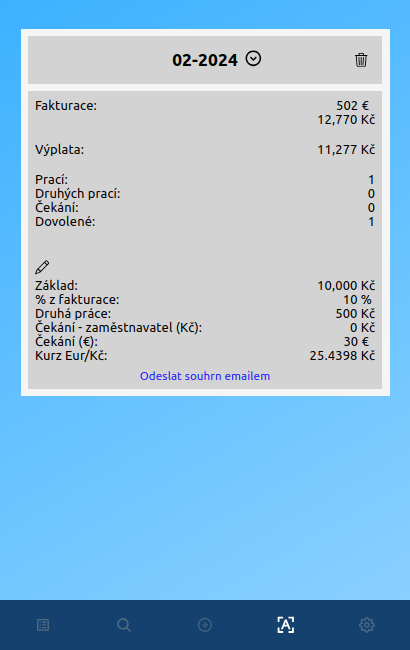 02-2024
Fakturace: 502 €
12,770 Kč
Výplata: 11,277 Kč
Prací: 1
Druhých prací: 0
Čekání: 0
Dovolené: 1
Základ: 10,000 Kč
% z fakturace: 10 %
Druhá práce: 500 Kč
Čekání - zaměstnavatel (Kč): 0 Kč
Čekání (€): 30 €
Kurz Eur/Kč: 25.4398 Kč
Odeslat souhrn emailem
A